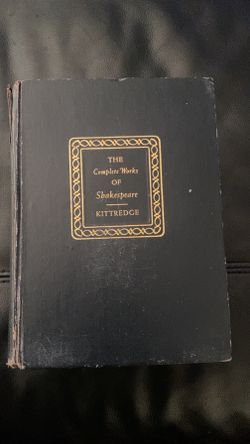 THE
Complete Works
OF
Shakespeare
KITTREDGE